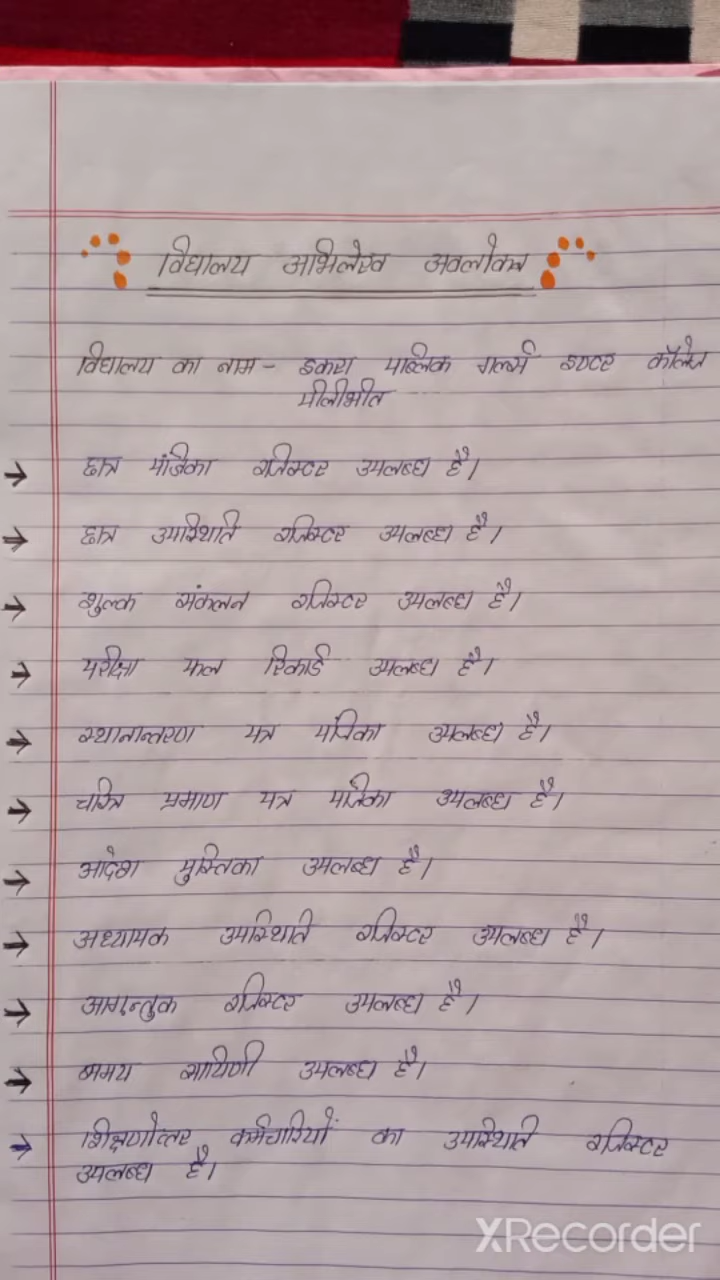 विद्यालय अभिलेख अवलोकन
विद्यालय का नाम - इकरा पब्लिक गर्ल्स इण्टर कॉलेज
पीलीभीत
→ छात्र पंजिका रजिस्टर उपलब्ध है।
→ छात्र उपस्थिति रजिस्टर उपलब्ध है।
→ शुल्क संकलन रजिस्टर उपलब्ध है।
→ परीक्षा फल रिकार्ड उपलब्ध है।
→ स्थानान्तरण पत्र पंजिका उपलब्ध है।
→ चरित्र प्रमाण पत्र पंजिका उपलब्ध है।
→ आदेश पुस्तिका उपलब्ध है।
→ अध्यापक उपस्थिति रजिस्टर उपलब्ध है।
→ आगन्तुक रजिस्टर उपलब्ध है।
→ समय सारिणी उपलब्ध है।
→ शिक्षणोत्तर कर्मचारियों का उपस्थिति रजिस्टर
उपलब्ध है।
XRecorder